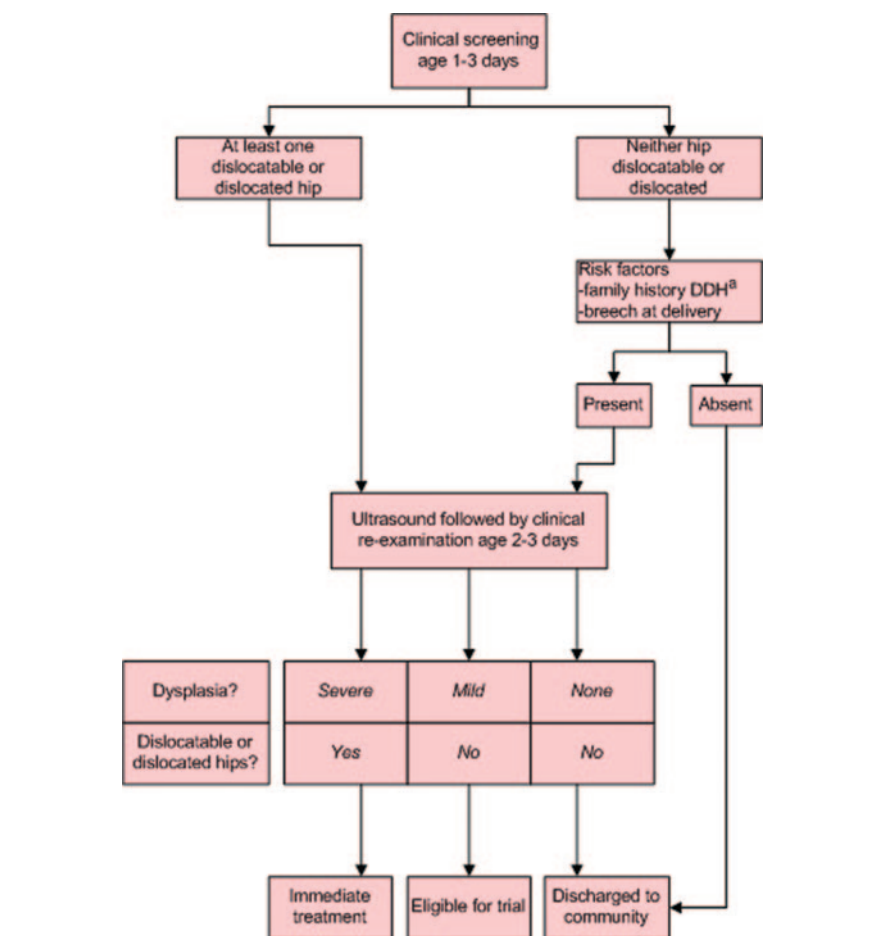 Clinical screening
age 1-3 days
At least one
dislocatable or
dislocated hip
Neither hip
dislocatable or
dislocated
Risk factors
-family history DDHᵃ
-breech at delivery
Present
Absent
Ultrasound followed by clinical
re-examination age 2-3 days
Dysplasia?
Severe
Mild
None
Dislocatable or
dislocated hips?
Yes
No
No
Immediate
treatment
Eligible for trial
Discharged to
community